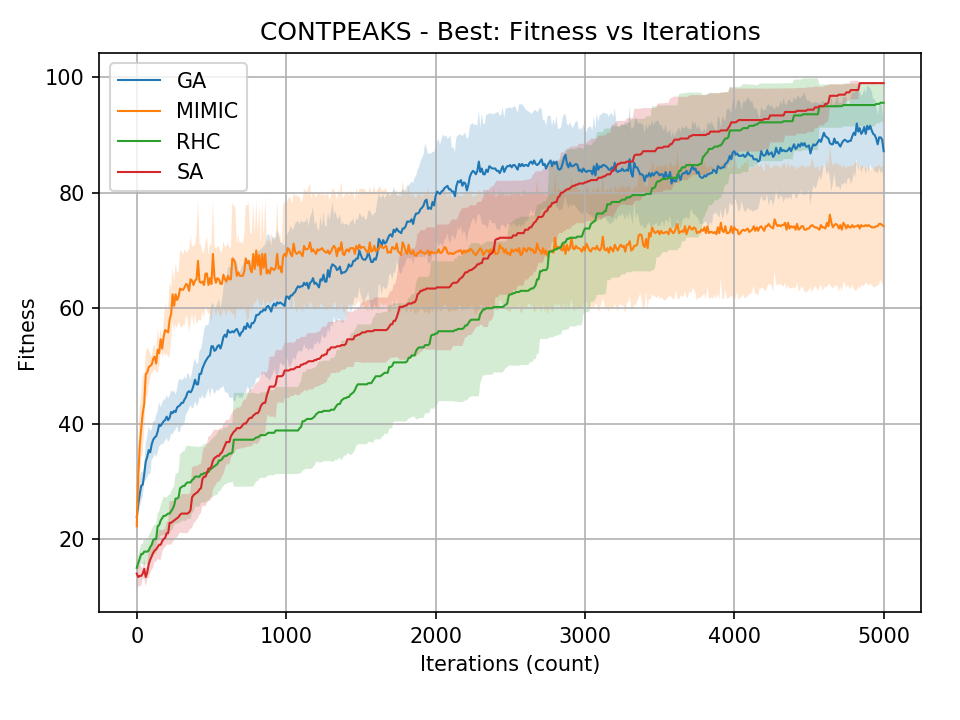 CONTPEAKS - Best: Fitness vs Iterations
GA
MIMIC
RHC
SA
Fitness
100
80
60
40
20
0 1000 2000 3000 4000 5000
Iterations (count)